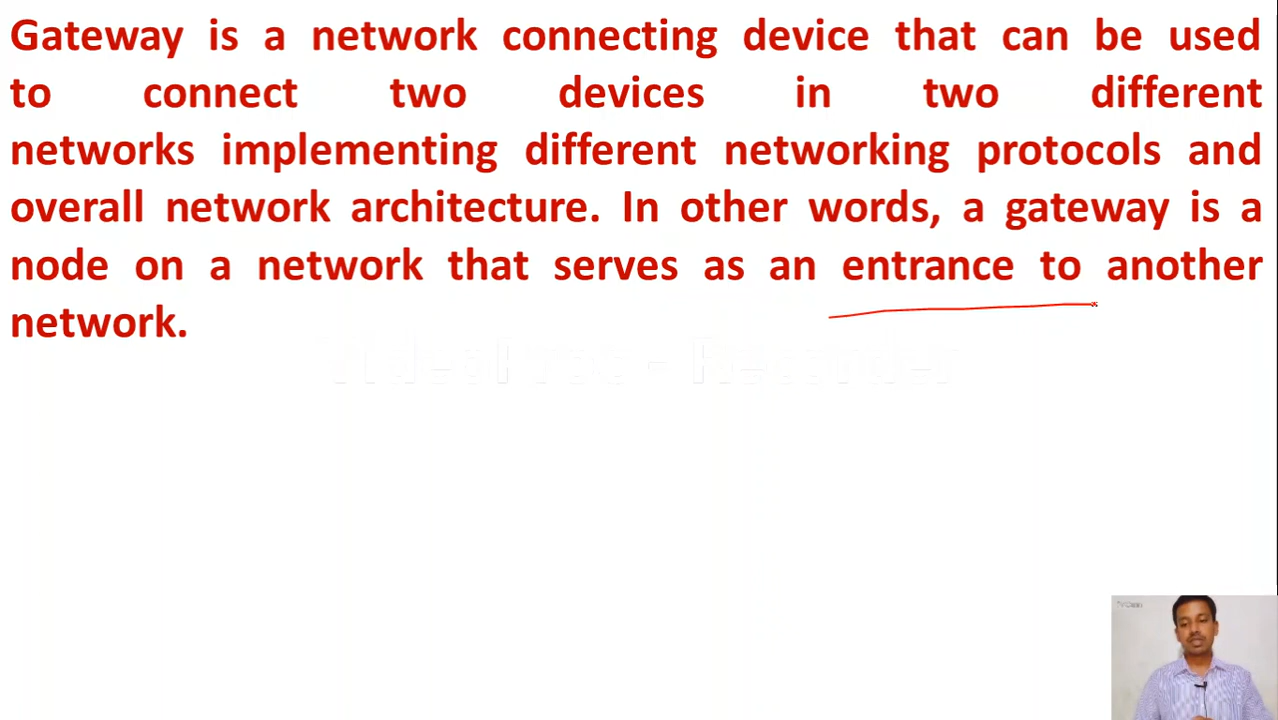 Gateway is a network connecting device that can be used
to connect two devices in two different
networks implementing different networking protocols and
overall network architecture. In other words, a gateway is a
node on a network that serves as an entrance to another
network.
VideoProc - Recorder